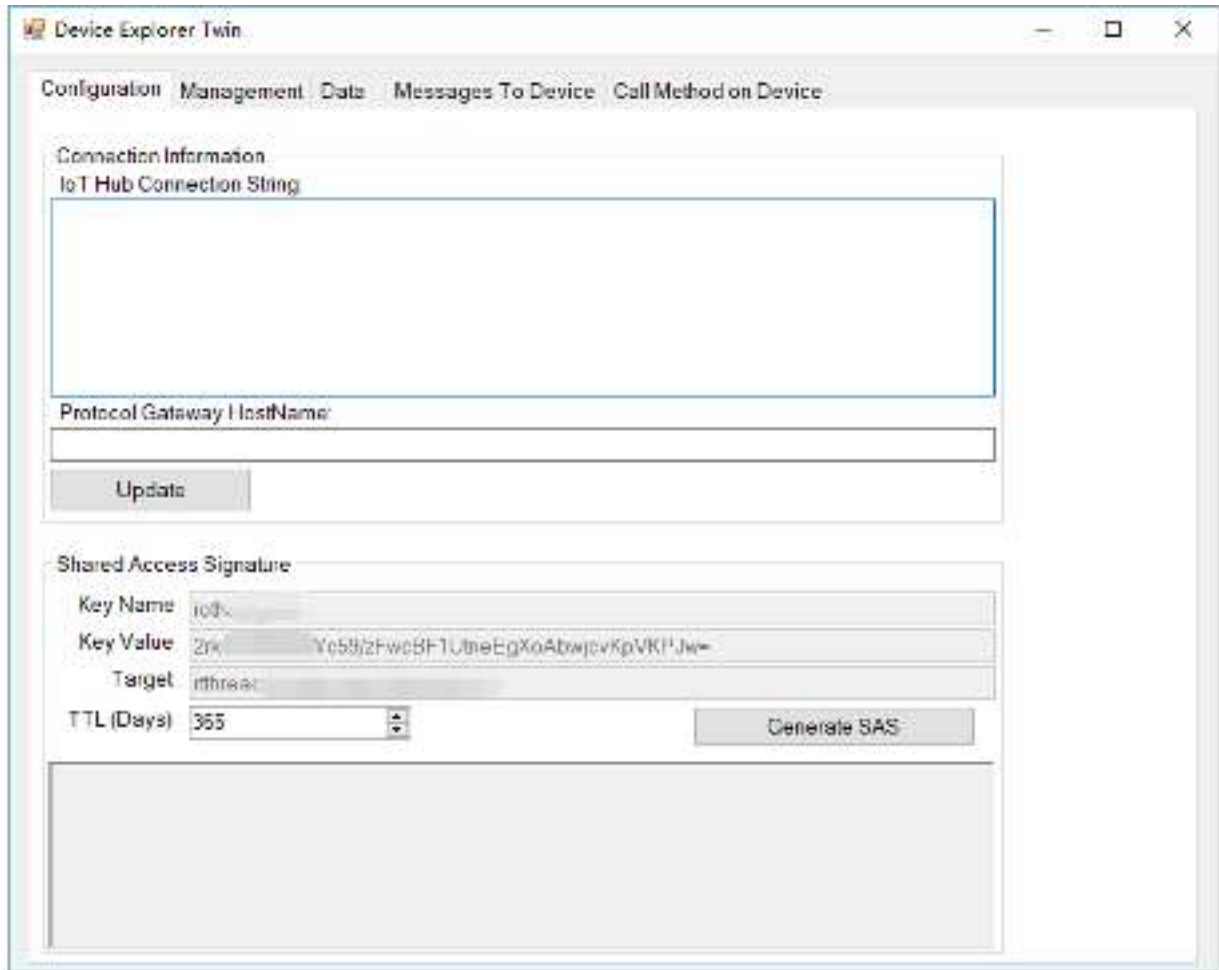 Device Explorer Twin
Configuration Management Data Messages To Device Call Method on Device
Connection Information
IoT Hub Connection String:
Protocol Gateway HostName:
Update
Shared Access Signature
Key Name
Key Value
Target
TTL (Days) 365 Generate SAS